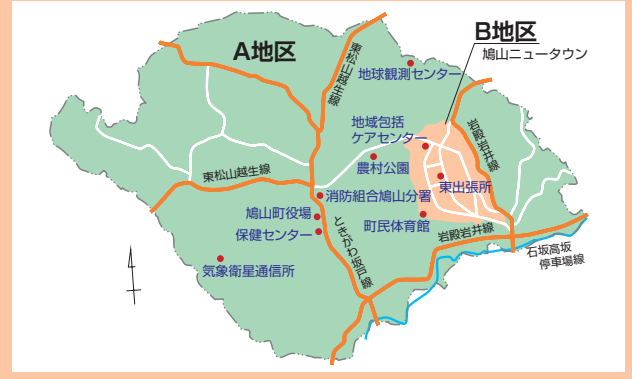 B地区
鳩山ニュータウン
A地区
東松山越生線
地球観測センター
地域包括
ケアセンター
岩殿岩井線
農村公園
東松山越生線
東出張所
消防組合鳩山分署
鳩山町役場
町民体育館
保健センター
ときがわ坂戸線
岩殿岩井線
石坂高坂
停車場線
気象衛星通信所